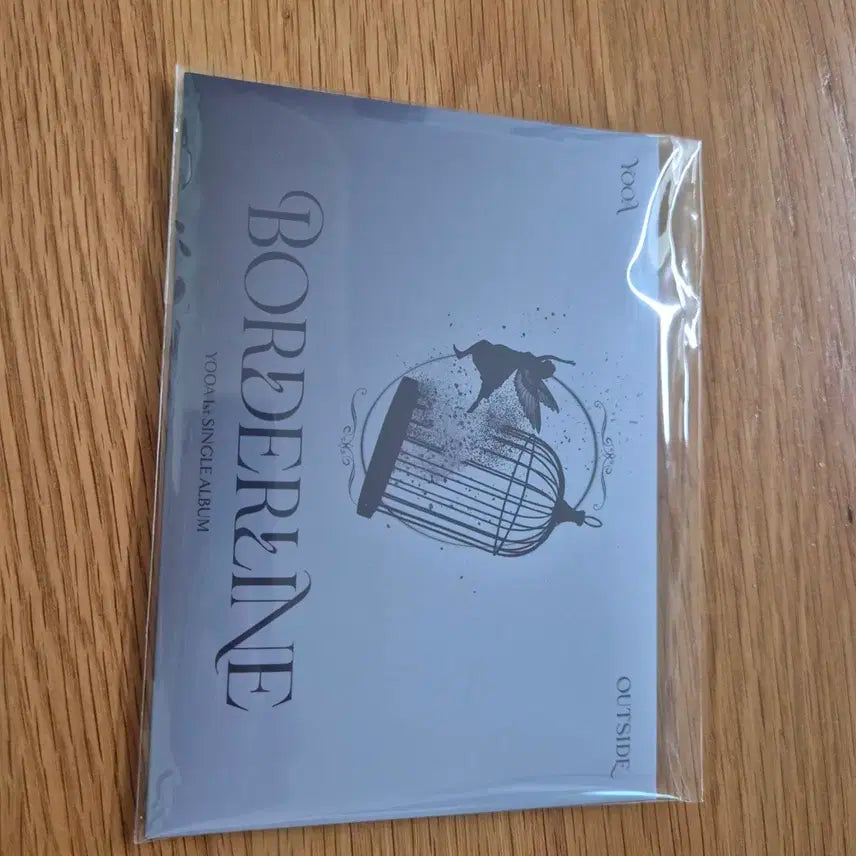 YOOA
OUTSIDE
BORDERLINE
YOOA 1st SINGLE ALBUM